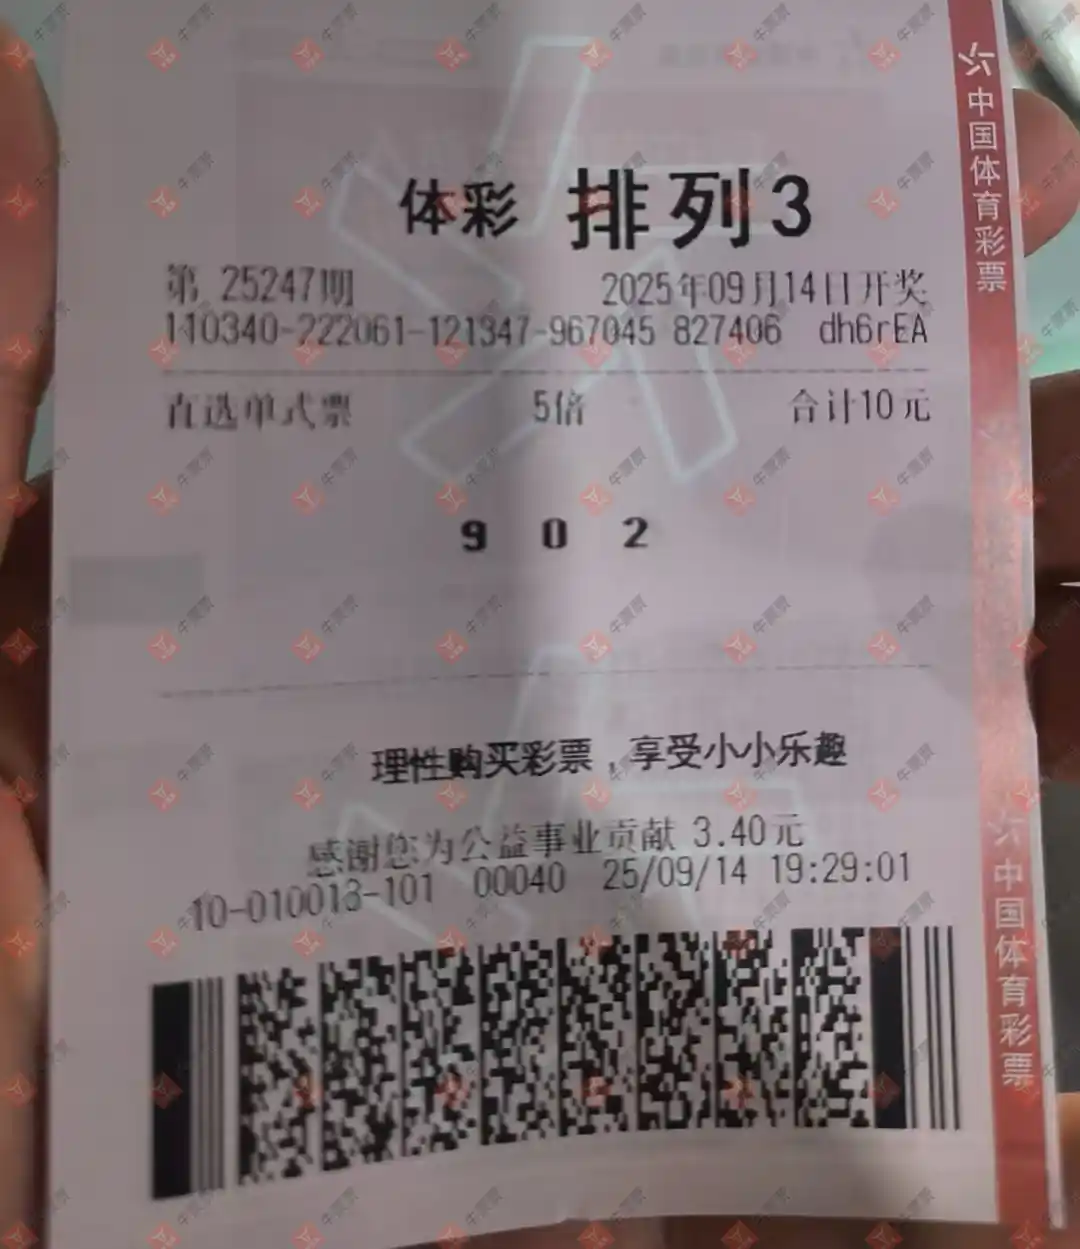 体彩 排列3
第 25247期 2025年09月14日开奖
110340-222061-121347-967045 827406 dh6rEA
直选单式票 5倍 合计10元
9 0 2
理性购买彩票，享受小小乐趣
感谢您为公益事业贡献 3.40元
10-010013-101 00040 25/09/14 19:29:01
中国体育彩票
中国体育彩票
牛票票